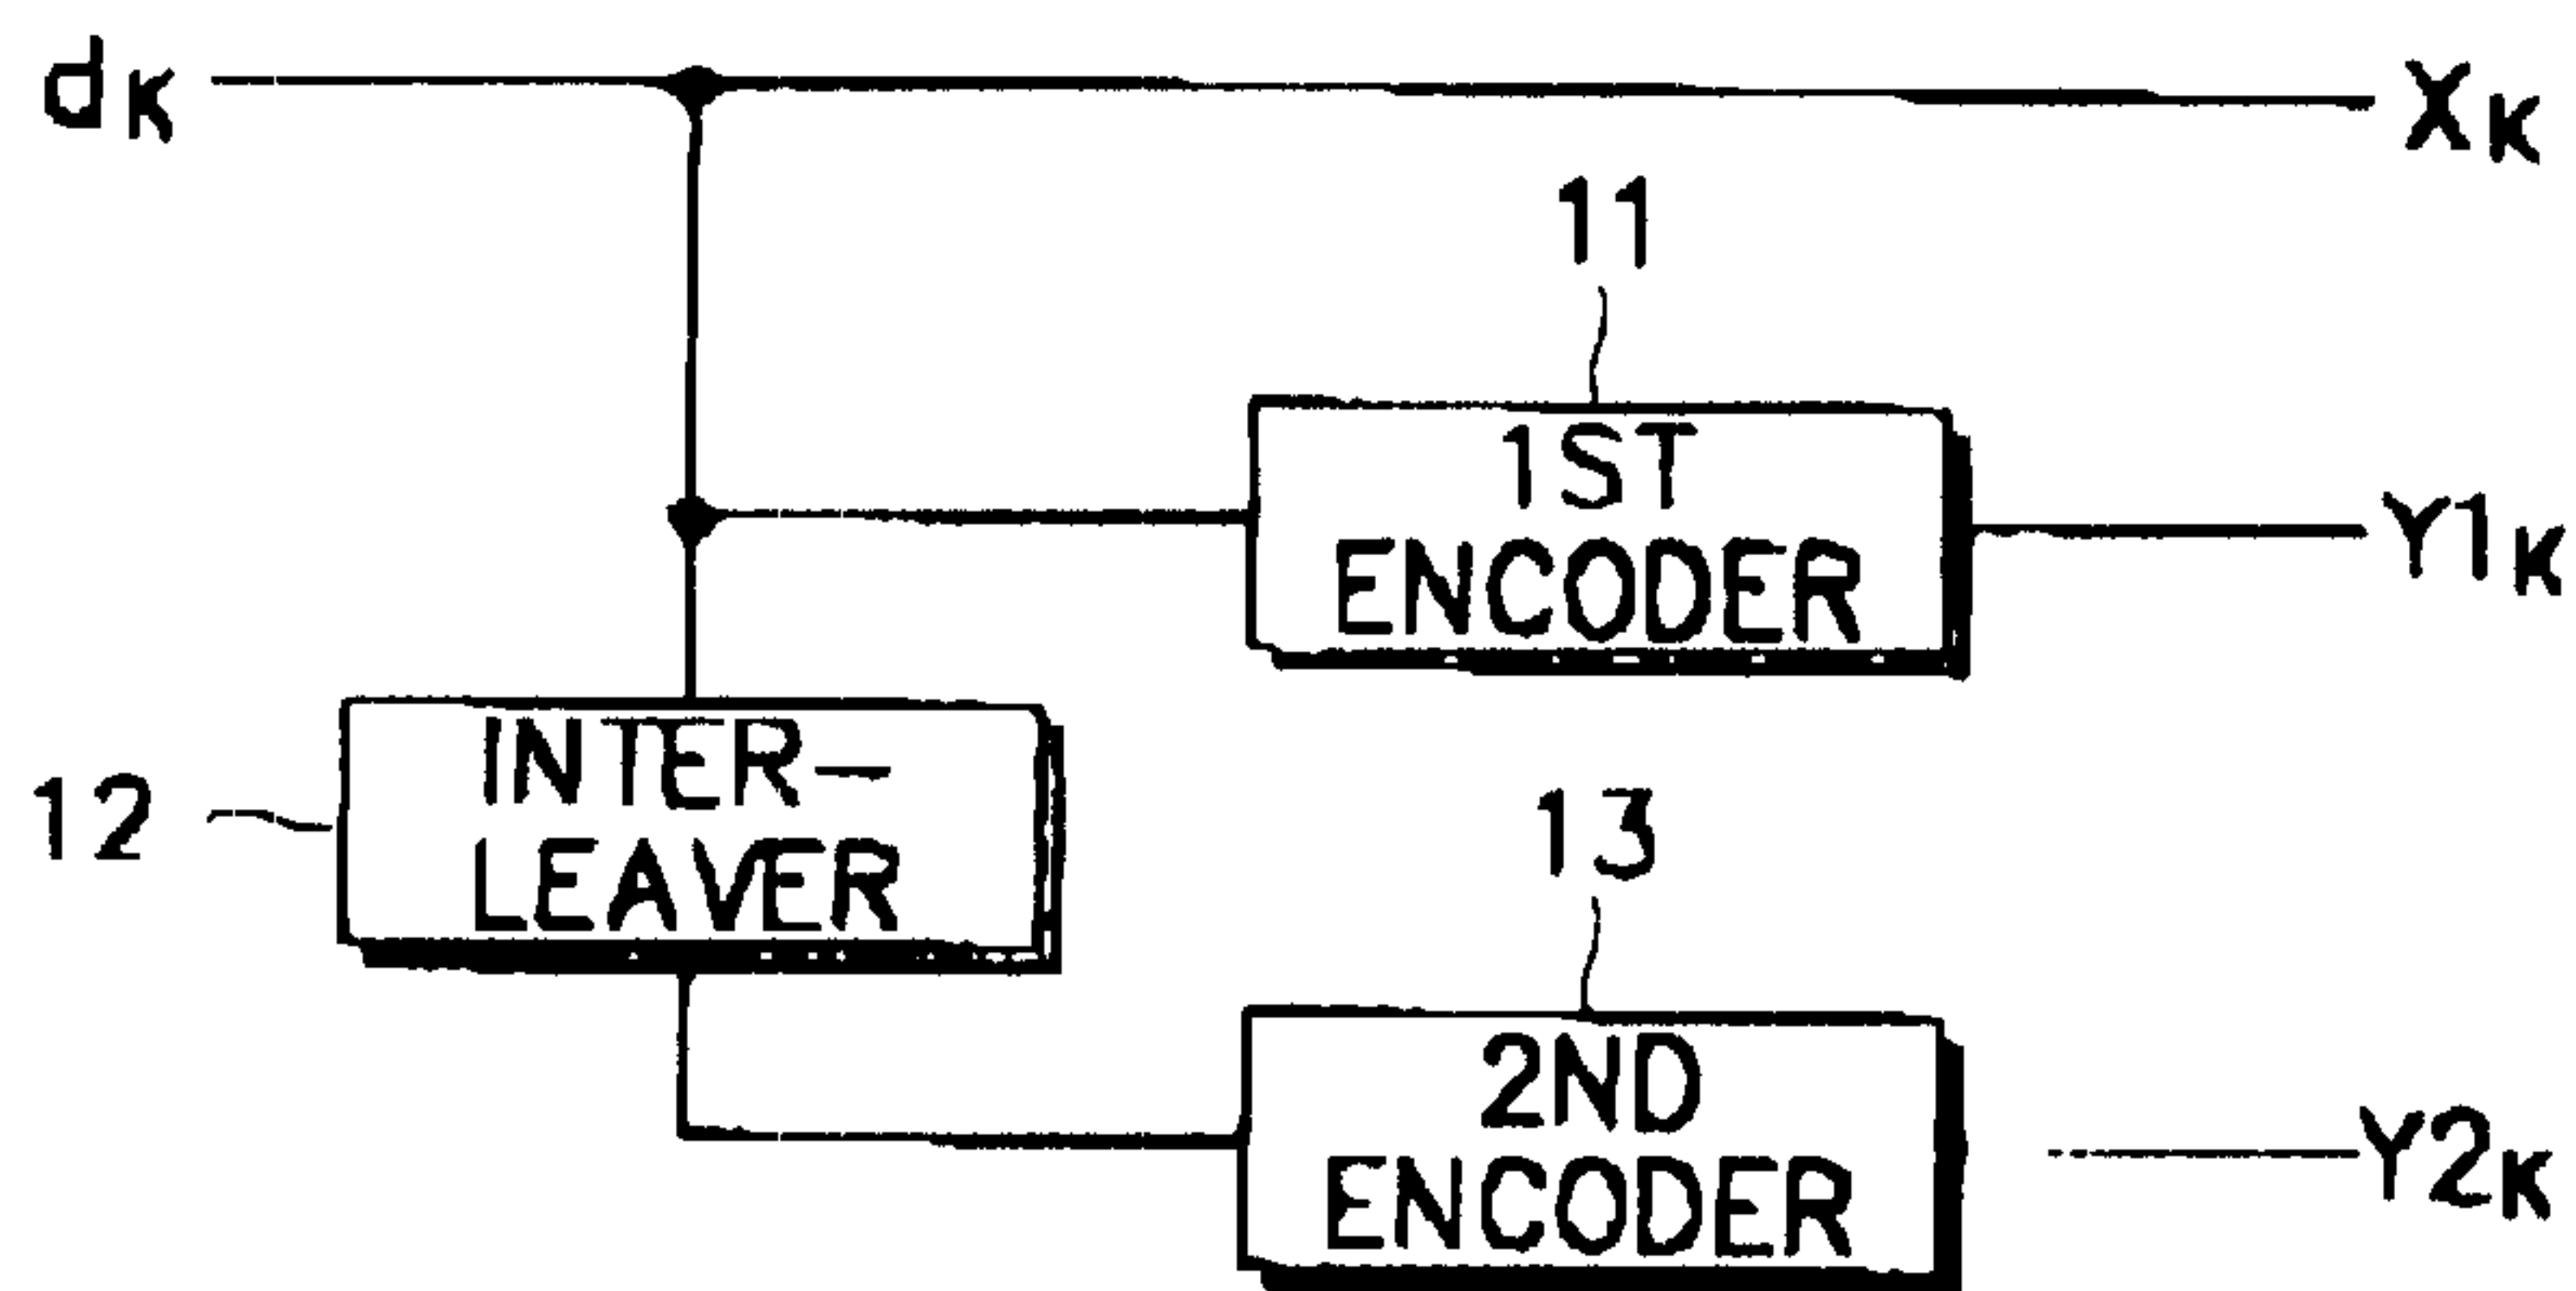 dK
XK
11
1ST
ENCODER
Y1K
INTER-
LEAVER
12
13
2ND
ENCODER
Y2K